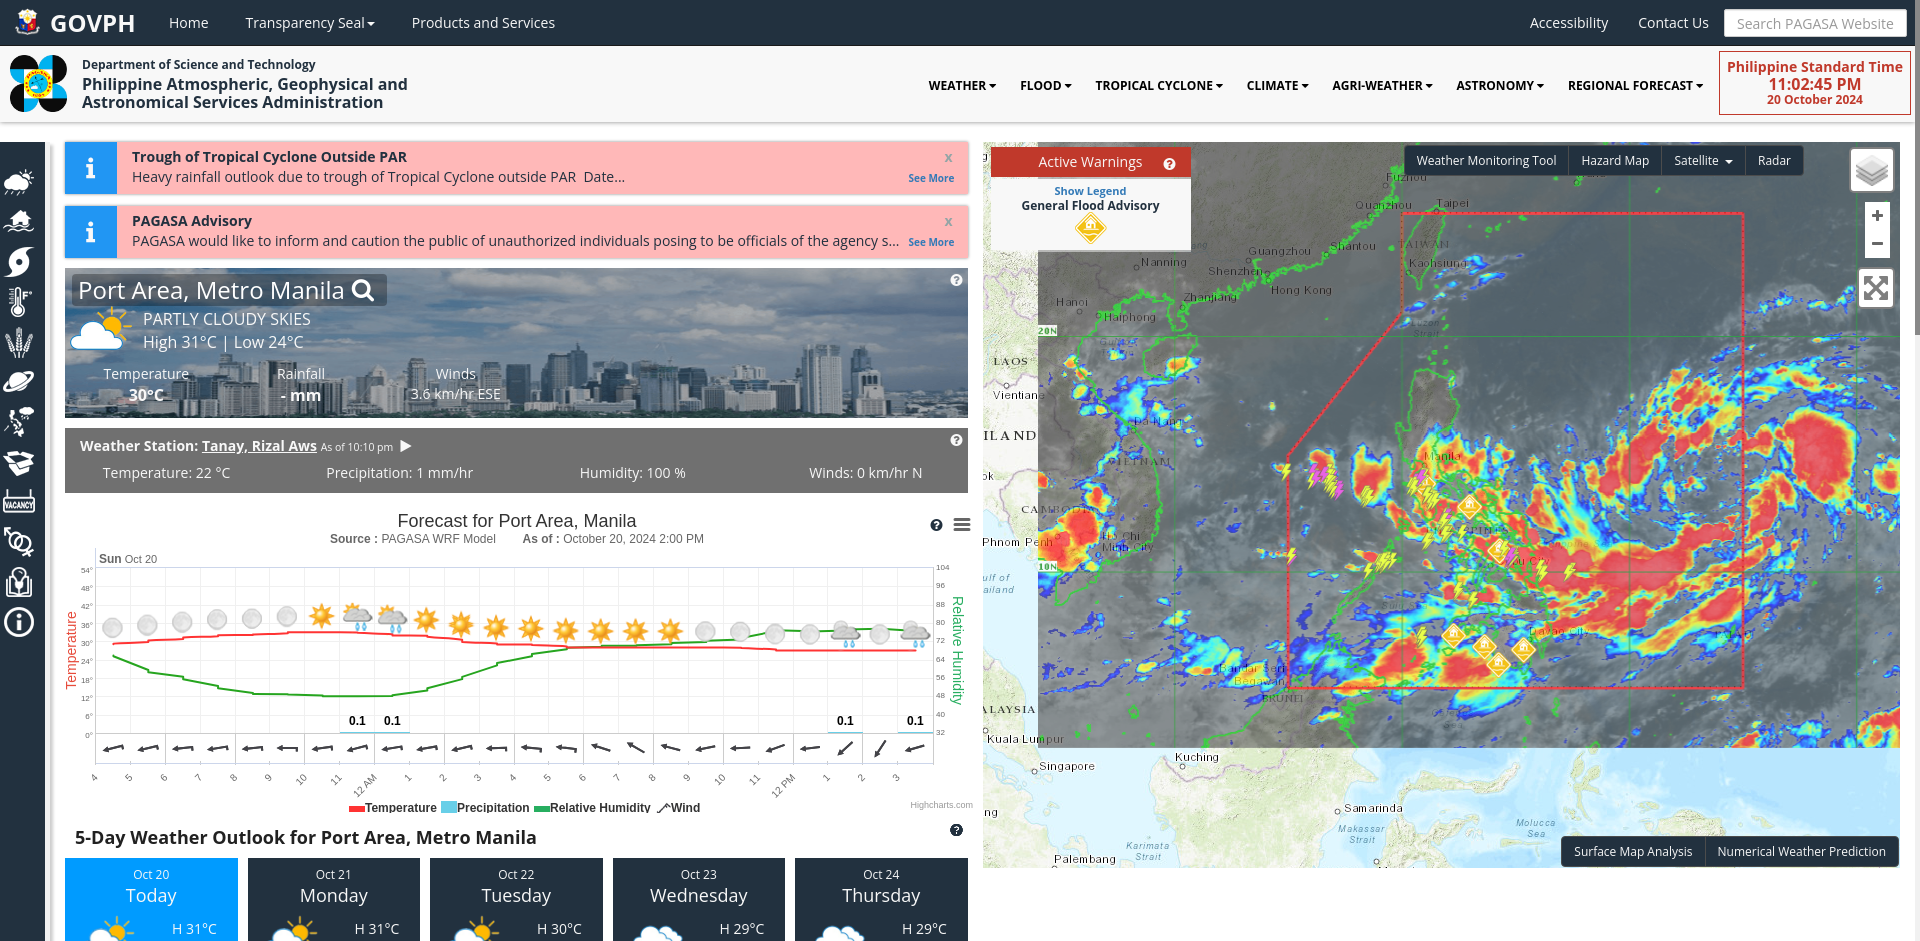 GOVPH
Home
Transparency Seal
Products and Services
Accessibility
Contact Us
Search PAGASA Website
Department of Science and Technology
Philippine Atmospheric, Geophysical and
Astronomical Services Administration
WEATHER
FLOOD
TROPICAL CYCLONE
CLIMATE
AGRI-WEATHER
ASTRONOMY
REGIONAL FORECAST
Philippine Standard Time
11:02:45 PM
20 October 2024
VACANCY
Trough of Tropical Cyclone Outside PAR
x
Heavy rainfall outlook due to trough of Tropical Cyclone outside PAR Date...
See More
PAGASA Advisory
x
PAGASA would like to inform and caution the public of unauthorized individuals posing to be officials of the agency s...
See More
Port Area, Metro Manila
PARTLY CLOUDY SKIES
High 31°C | Low 24°C
Temperature
30°C
Rainfall
- mm
Winds
3.6 km/hr ESE
Weather Station: Tanay, Rizal Aws As of 10:10 pm
Temperature: 22 °C
Precipitation: 1 mm/hr
Humidity: 100 %
Winds: 0 km/hr N
Forecast for Port Area, Manila
Source : PAGASA WRF Model As of : October 20, 2024 2:00 PM
Sun Oct 20
Temperature
54°
48°
42°
36°
30°
24°
18°
12°
6°
0°
104
96
88
80
72
64
56
48
40
32
Relative Humidity
0.1
0.1
0.1
0.1
4
5
6
7
8
9
10
11
12 AM
1
2
3
4
5
6
7
8
9
10
11
12 PM
1
2
3
Temperature
Precipitation
Relative Humidity
Wind
Highcharts.com
5-Day Weather Outlook for Port Area, Metro Manila
Oct 20
Today
H 31°C
Oct 21
Monday
H 31°C
Oct 22
Tuesday
H 30°C
Oct 23
Wednesday
H 29°C
Oct 24
Thursday
H 29°C
Active Warnings
Show Legend
General Flood Advisory
Weather Monitoring Tool
Hazard Map
Satellite
Radar
+
−
Fuzhou
Quanzhou
Taipei
TAIWAN
Kaohsiung
Shantou
Guangzhou
Shenzhen
Hong Kong
Nanning
Zhanjiang
Hanoi
Haiphong
20N
LAOS
Vientiane
ILAND
Da Nang
VIETNAM
CAMBODIA
Phnom Penh
Ho Chi
Minh City
10N
ulf of
ailand
Manila
Davao City
PALAU
Bandar Seri
Begawan
BRUNEI
ALAYSIA
Kuala Lumpur
Singapore
Kuching
Samarinda
Makassar
Strait
Molucca
Sea
Karimata
Strait
Palembang
ng
Surface Map Analysis
Numerical Weather Prediction